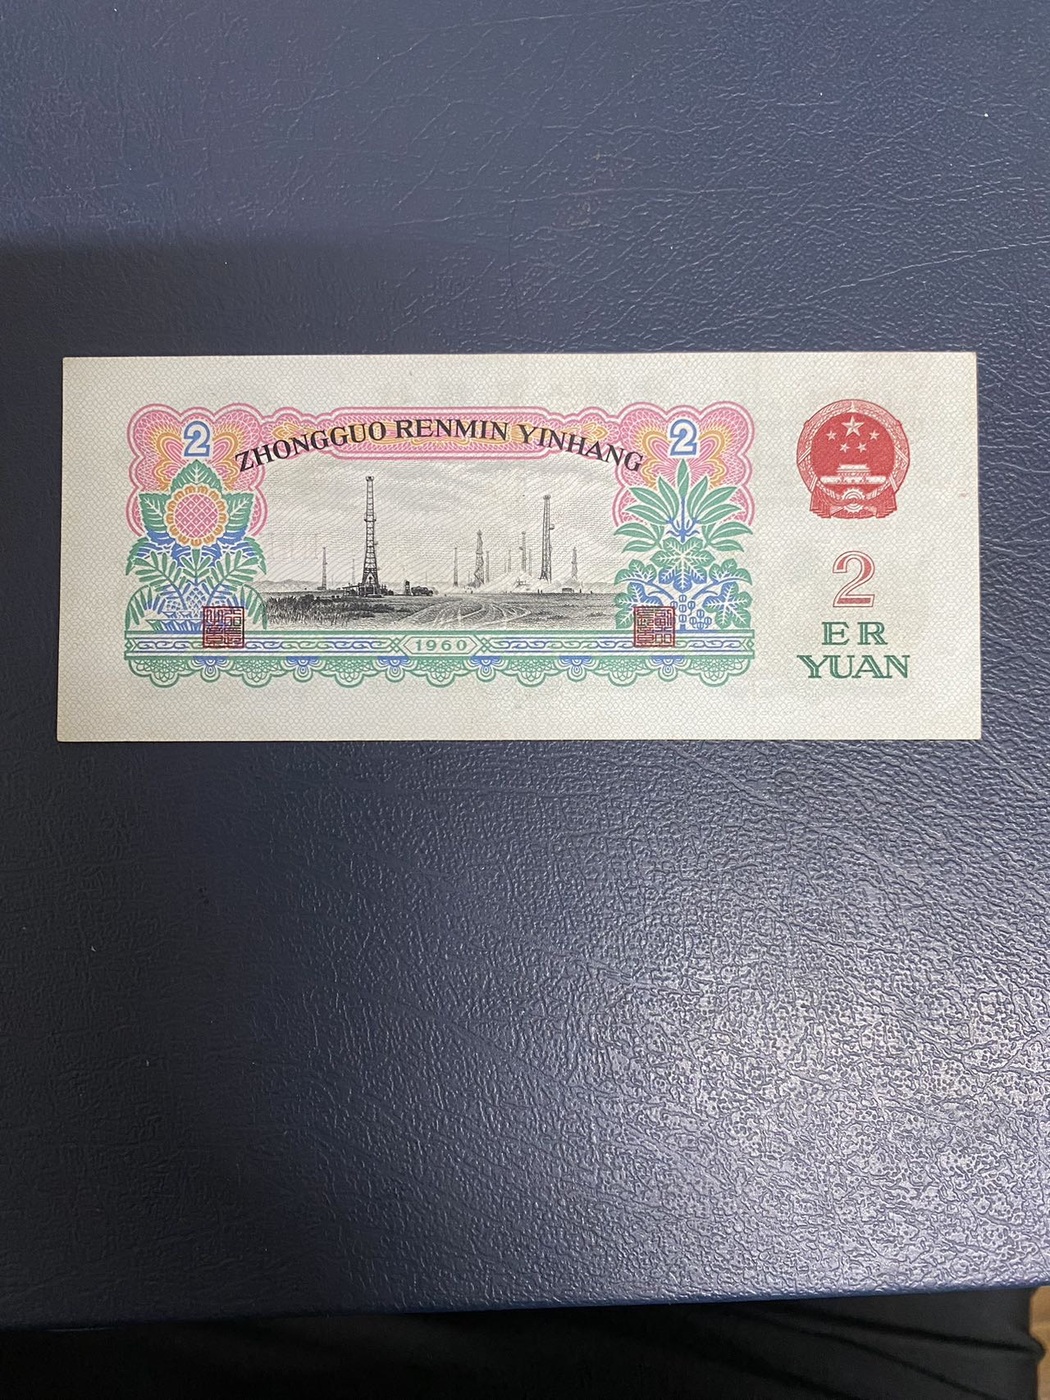 2
ZHONGGUO RENMIN YINHANG
2
1960
2
ER
YUAN